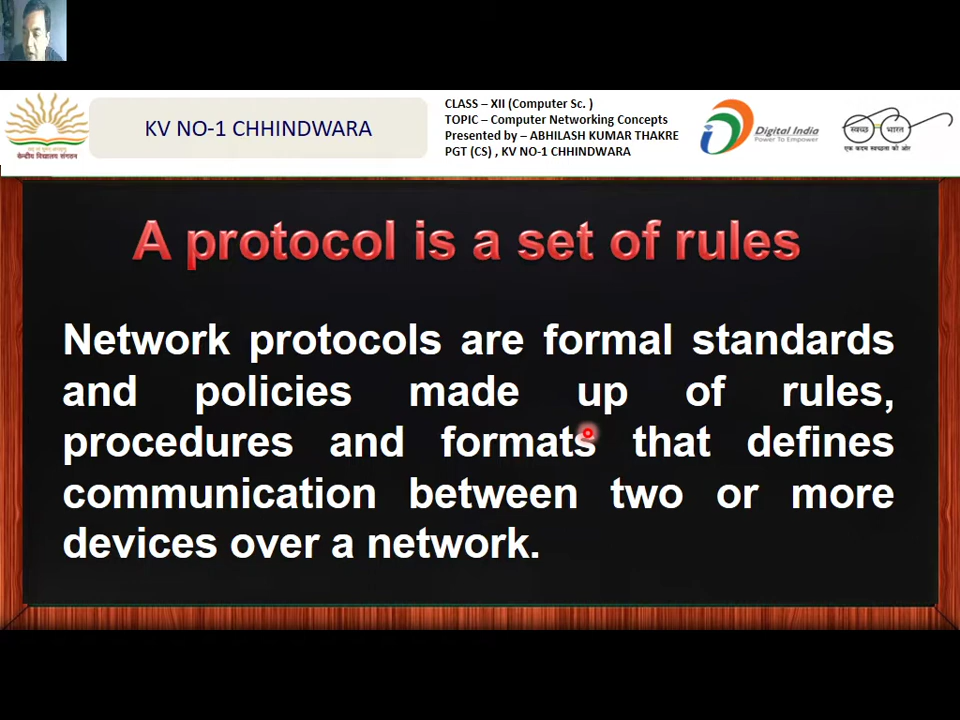 KV NO-1 CHHINDWARA
CLASS – XII (Computer Sc. )
TOPIC – Computer Networking Concepts
Presented by – ABHILASH KUMAR THAKRE
PGT (CS) , KV NO-1 CHHINDWARA
केन्द्रीय विद्यालय संगठन
Digital India
Power To Empower
स्वच्छ भारत
एक कदम स्वच्छता की ओर
A protocol is a set of rules
Network protocols are formal standards
and policies made up of rules,
procedures and formats that defines
communication between two or more
devices over a network.